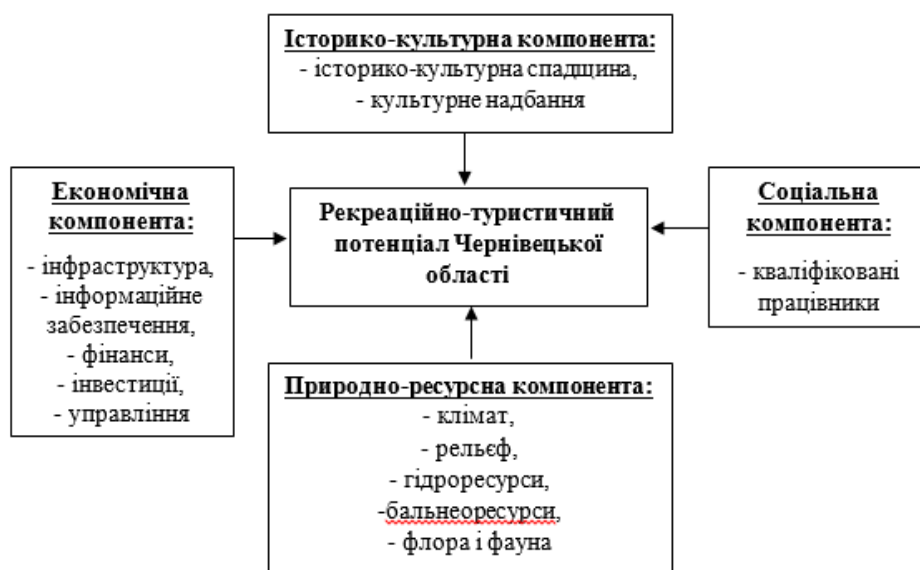 Історико-культурна компонента:
- історико-культурна спадщина,
- культурне надбання
Економічна
компонента:
- інфраструктура,
- інформаційне
забезпечення,
- фінанси,
- інвестиції,
- управління
Рекреаційно-туристичний
потенціал Чернівецької
області
Соціальна
компонента:
- кваліфіковані
працівники
Природно-ресурсна компонента:
- клімат,
- рельєф,
- гідроресурси,
-бальнеоресурси,
- флора і фауна